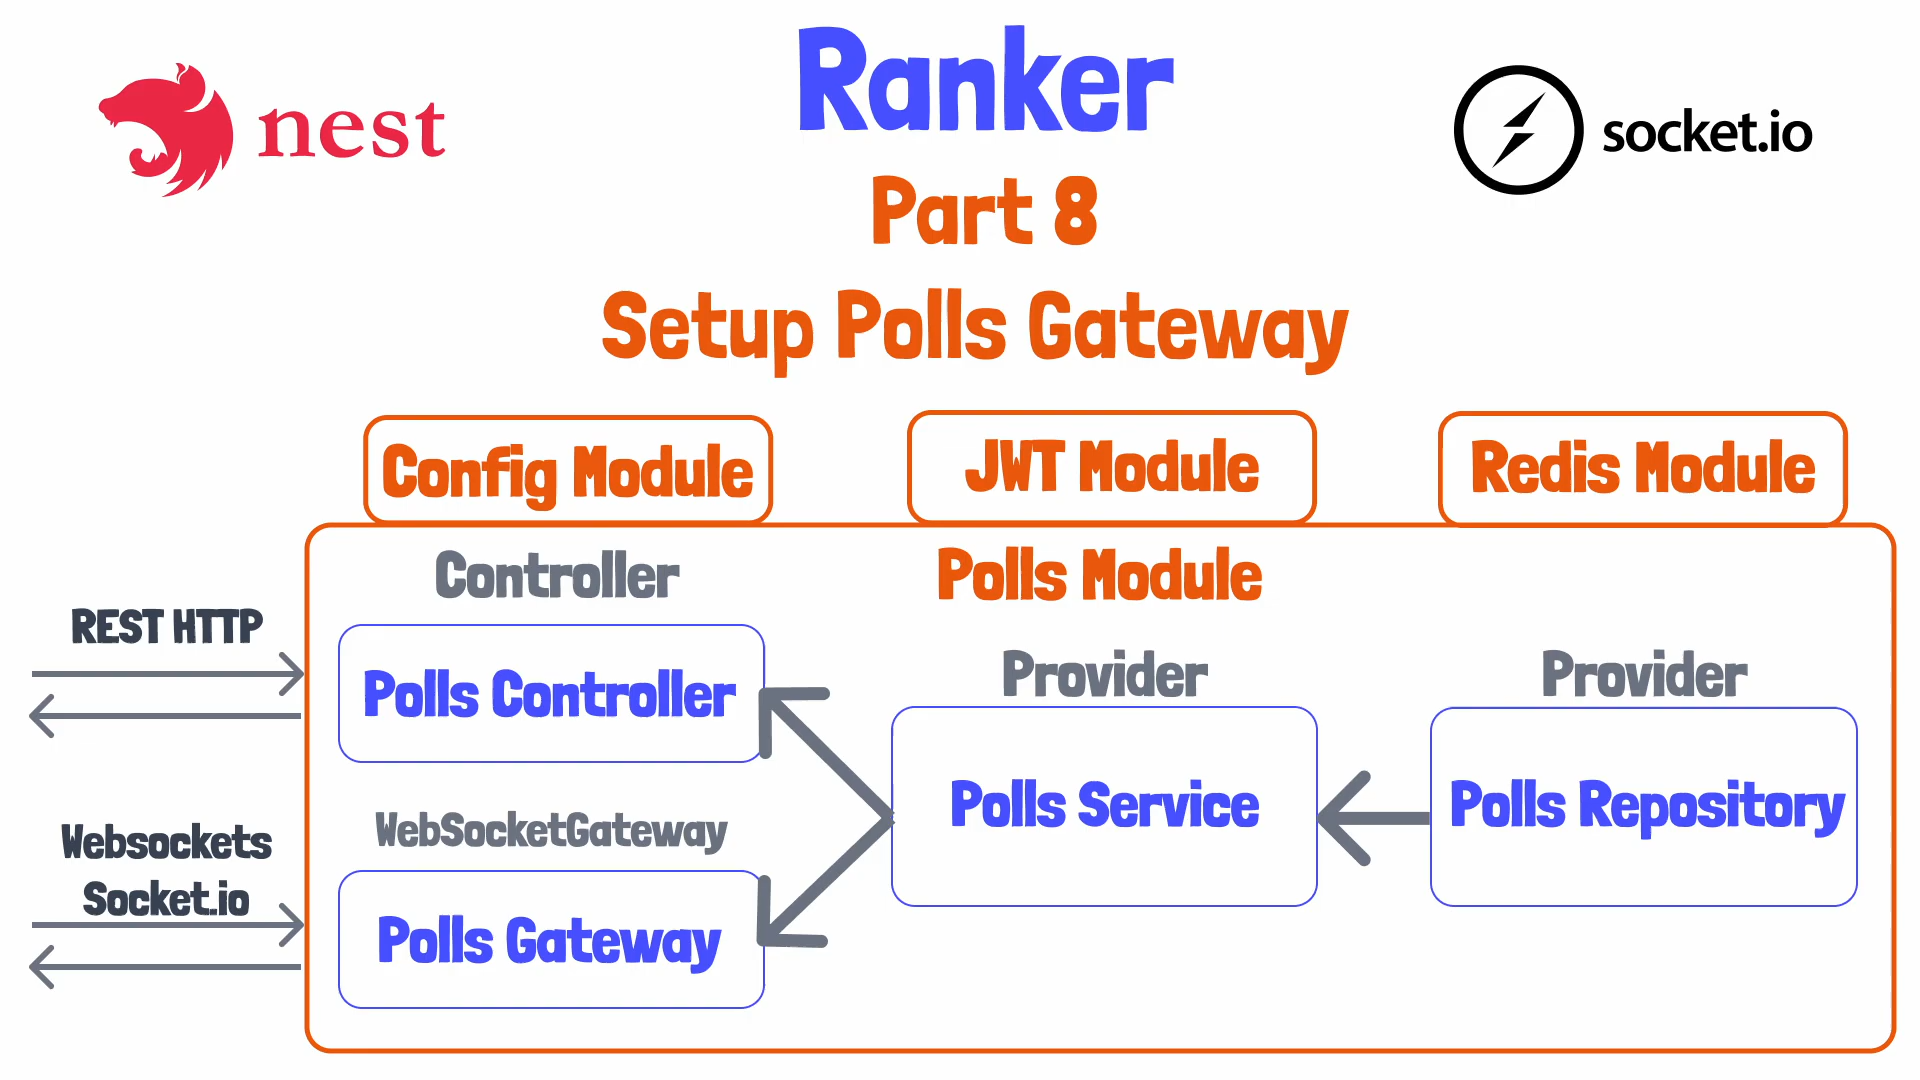 nest
Ranker
socket.io
Part 8
Setup Polls Gateway
Config Module
JWT Module
Redis Module
Controller
Polls Module
REST HTTP
Provider
Provider
Polls Controller
Polls Service
Polls Repository
WebSocketGateway
Websockets
Socket.io
Polls Gateway